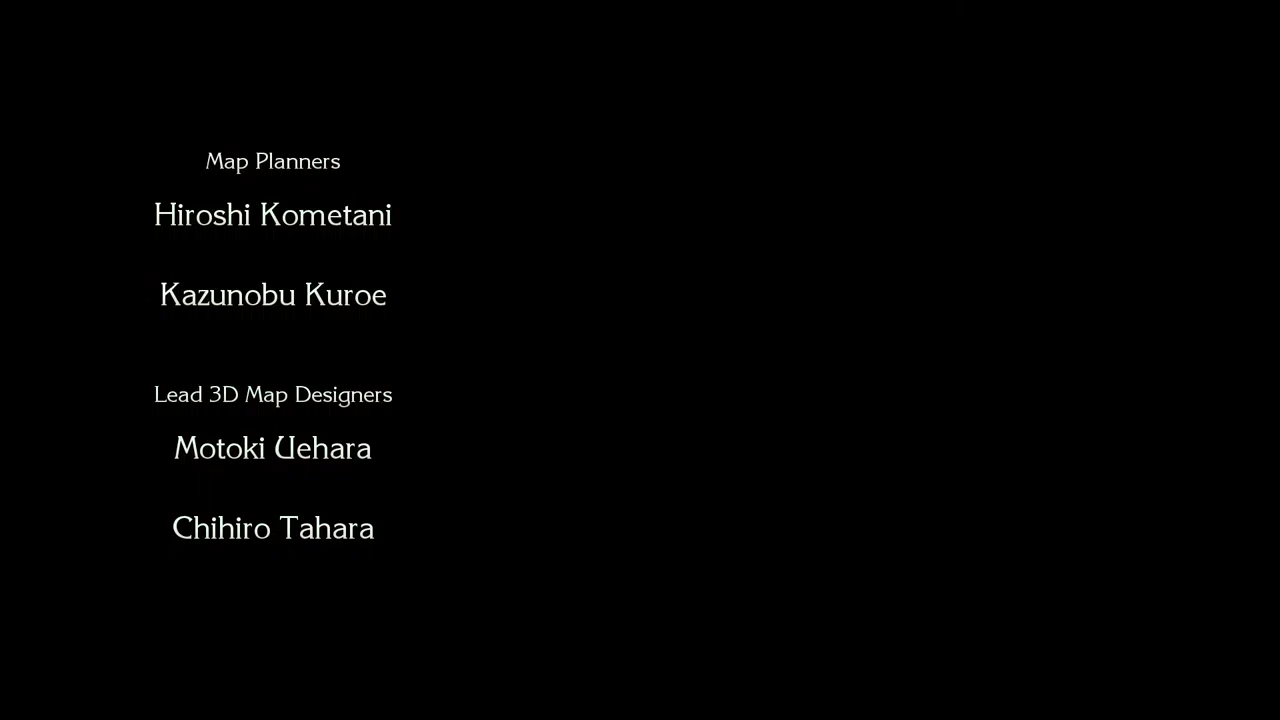 Map Planners
Hiroshi Kometani
Kazunobu Kuroe
Lead 3D Map Designers
Motoki Uehara
Chihiro Tahara